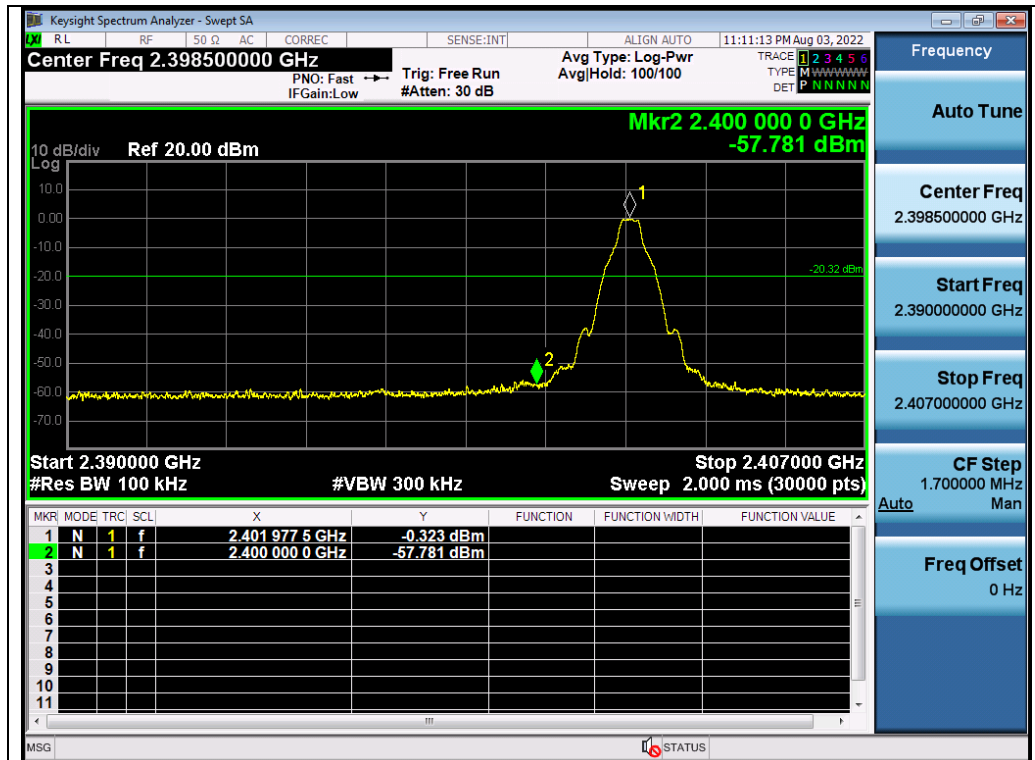 Keysight Spectrum Analyzer - Swept SA
LXI RL RF 50 Ω AC CORREC SENSE:INT ALIGN AUTO 11:11:13 PM Aug 03, 2022
Center Freq 2.398500000 GHz Avg Type: Log-Pwr TRACE 1 2 3 4 5 6
PNO: Fast Trig: Free Run Avg|Hold: 100/100 TYPE M WWWWW
IFGain:Low #Atten: 30 dB DET P N N N N N
Mkr2 2.400 000 0 GHz
10 dB/div Ref 20.00 dBm -57.781 dBm
Log
10.0
1
0.00
-10.0
-20.32 dBm
-20.0
-30.0
-40.0
2
-50.0
-60.0
-70.0
Start 2.390000 GHz Stop 2.407000 GHz
#Res BW 100 kHz #VBW 300 kHz Sweep 2.000 ms (30000 pts)
MKR MODE TRC SCL X Y FUNCTION FUNCTION WIDTH FUNCTION VALUE
1 N 1 f 2.401 977 5 GHz -0.323 dBm
2 N 1 f 2.400 000 0 GHz -57.781 dBm
3
4
5
6
7
8
9
10
11
MSG STATUS
Frequency
Auto Tune
Center Freq
2.398500000 GHz
Start Freq
2.390000000 GHz
Stop Freq
2.407000000 GHz
CF Step
1.700000 MHz
Auto Man
Freq Offset
0 Hz